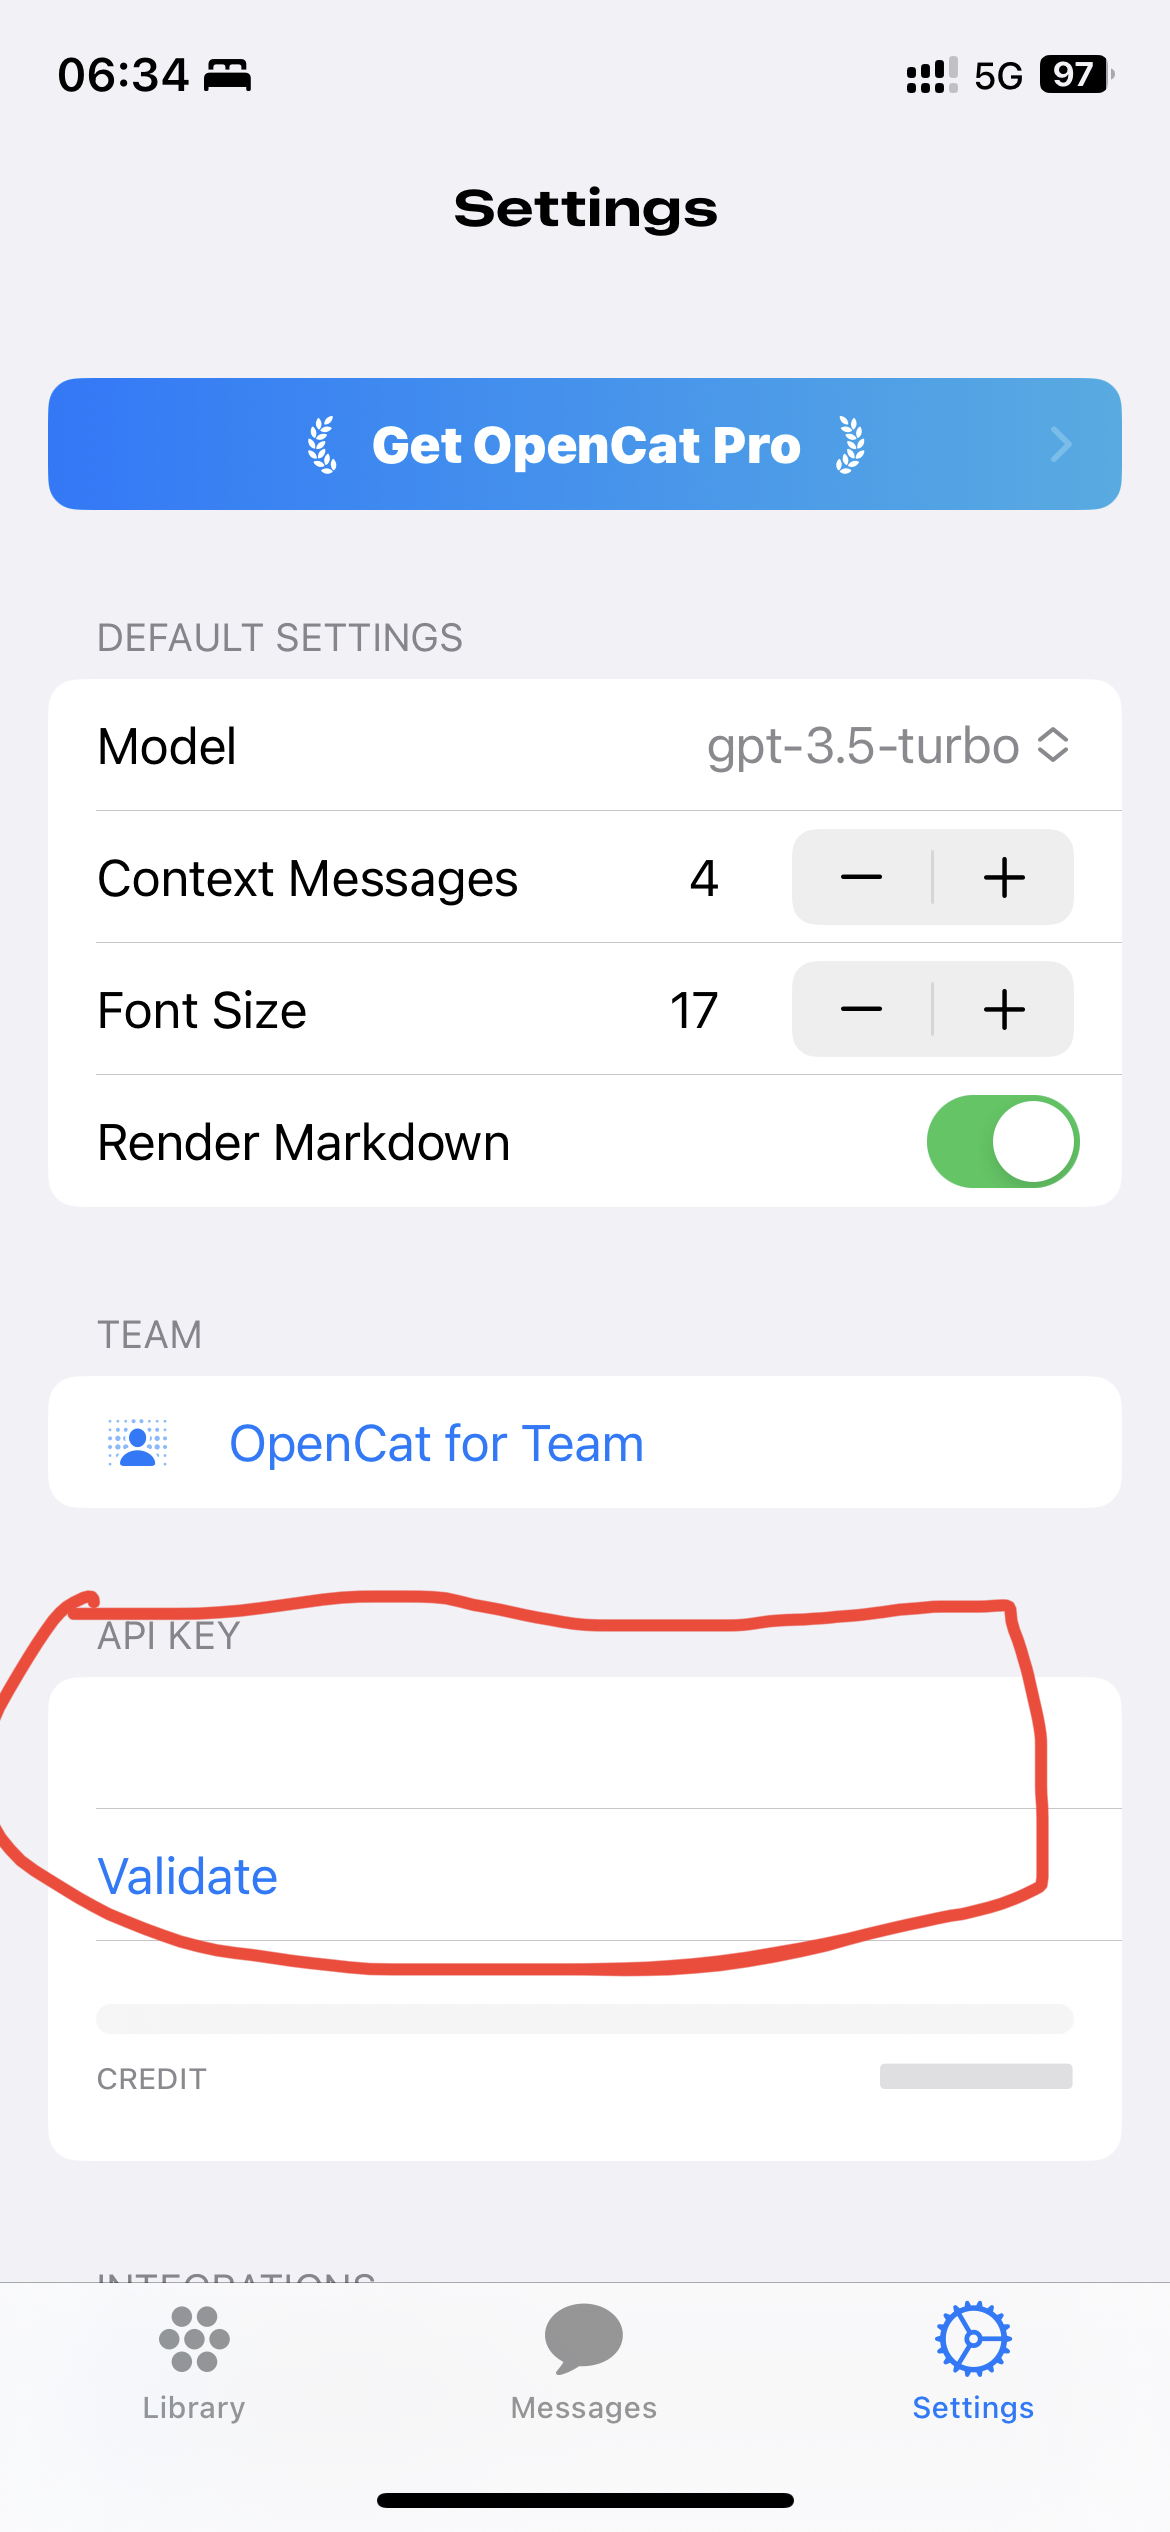 06:34 5G 97
Settings
Get OpenCat Pro
DEFAULT SETTINGS
Model gpt-3.5-turbo
Context Messages 4
Font Size 17
Render Markdown
TEAM
OpenCat for Team
API KEY
Validate
CREDIT
INTEGRATIONS
Library Messages Settings